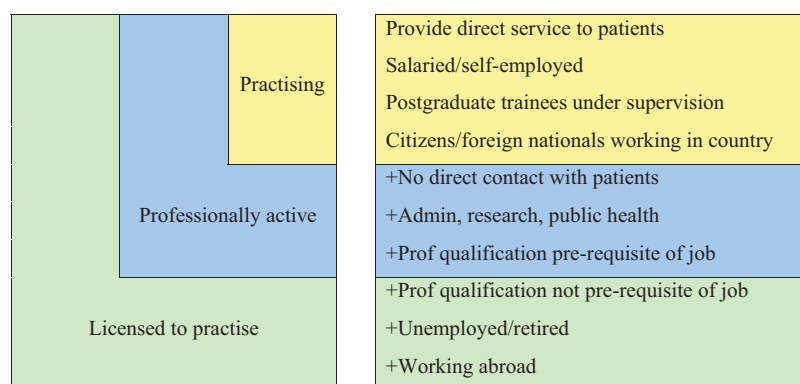 Practising
Professionally active
Licensed to practise
Provide direct service to patients
Salaried/self-employed
Postgraduate trainees under supervision
Citizens/foreign nationals working in country
+No direct contact with patients
+Admin, research, public health
+Prof qualification pre-requisite of job
+Prof qualification not pre-requisite of job
+Unemployed/retired
+Working abroad